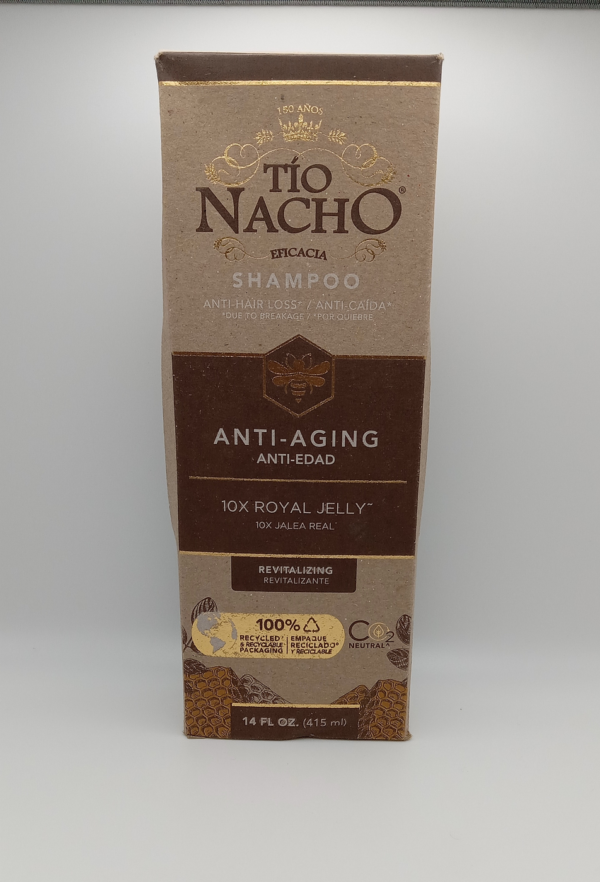 150 AÑOS
TÍO
NACHO®
EFICACIA
SHAMPOO
ANTI-HAIR LOSS* / ANTI-CAÍDA*
*DUE TO BREAKAGE / *POR QUIEBRE
ANTI-AGING
ANTI-EDAD
10X ROYAL JELLY~
10X JALEA REAL
REVITALIZING
REVITALIZANTE
100%
RECYCLED* EMPAQUE
& RECYCLABLE RECICLADO*
PACKAGING Y RECICLABLE
CO2
NEUTRAL
14 FL OZ. (415 ml)